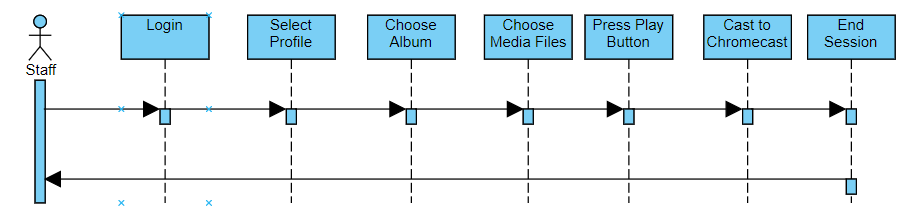 Login
Select
Profile
Choose
Album
Choose
Media Files
Press Play
Button
Cast to
Chromecast
End
Session
Staff